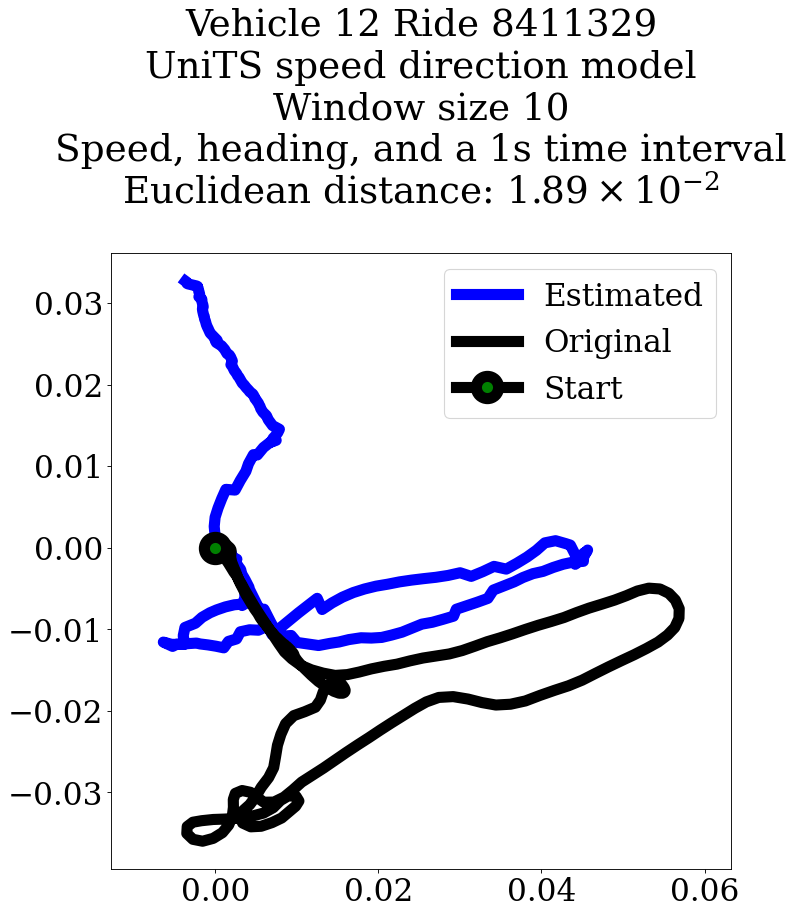 Vehicle 12 Ride 8411329
UniTS speed direction model
Window size 10
Speed, heading, and a 1s time interval
Euclidean distance: 1.89 × 10⁻²
Estimated
Original
Start
0.03
0.02
0.01
0.00
−0.01
−0.02
−0.03
0.00 0.02 0.04 0.06